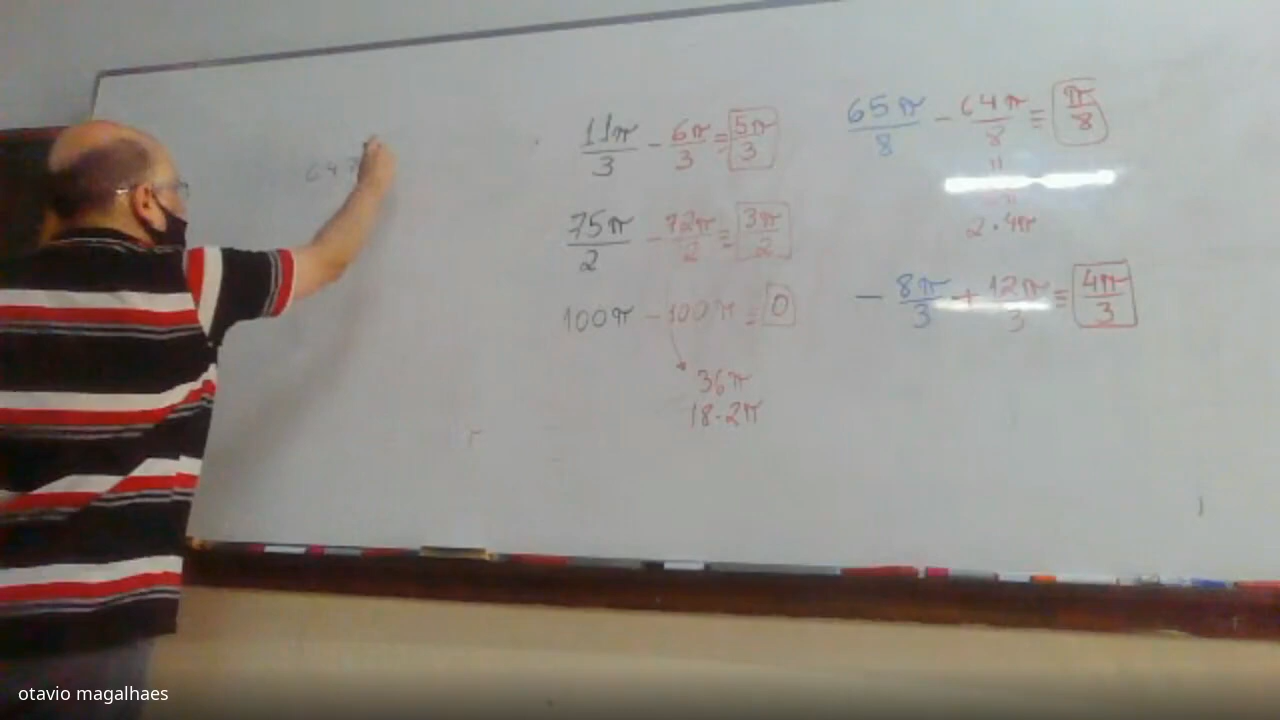 647
11π/3 - 6π/3 ≡ 5π/3
75π/2 - 72π/2 ≡ 3π/2
100π - 100π ≡ 0
36π
18·2π
65π/8 - 64π/8 ≡ π/8
"
2·4π
- 8π/3 + 12π/3 ≡ 4π/3
otavio magalhaes